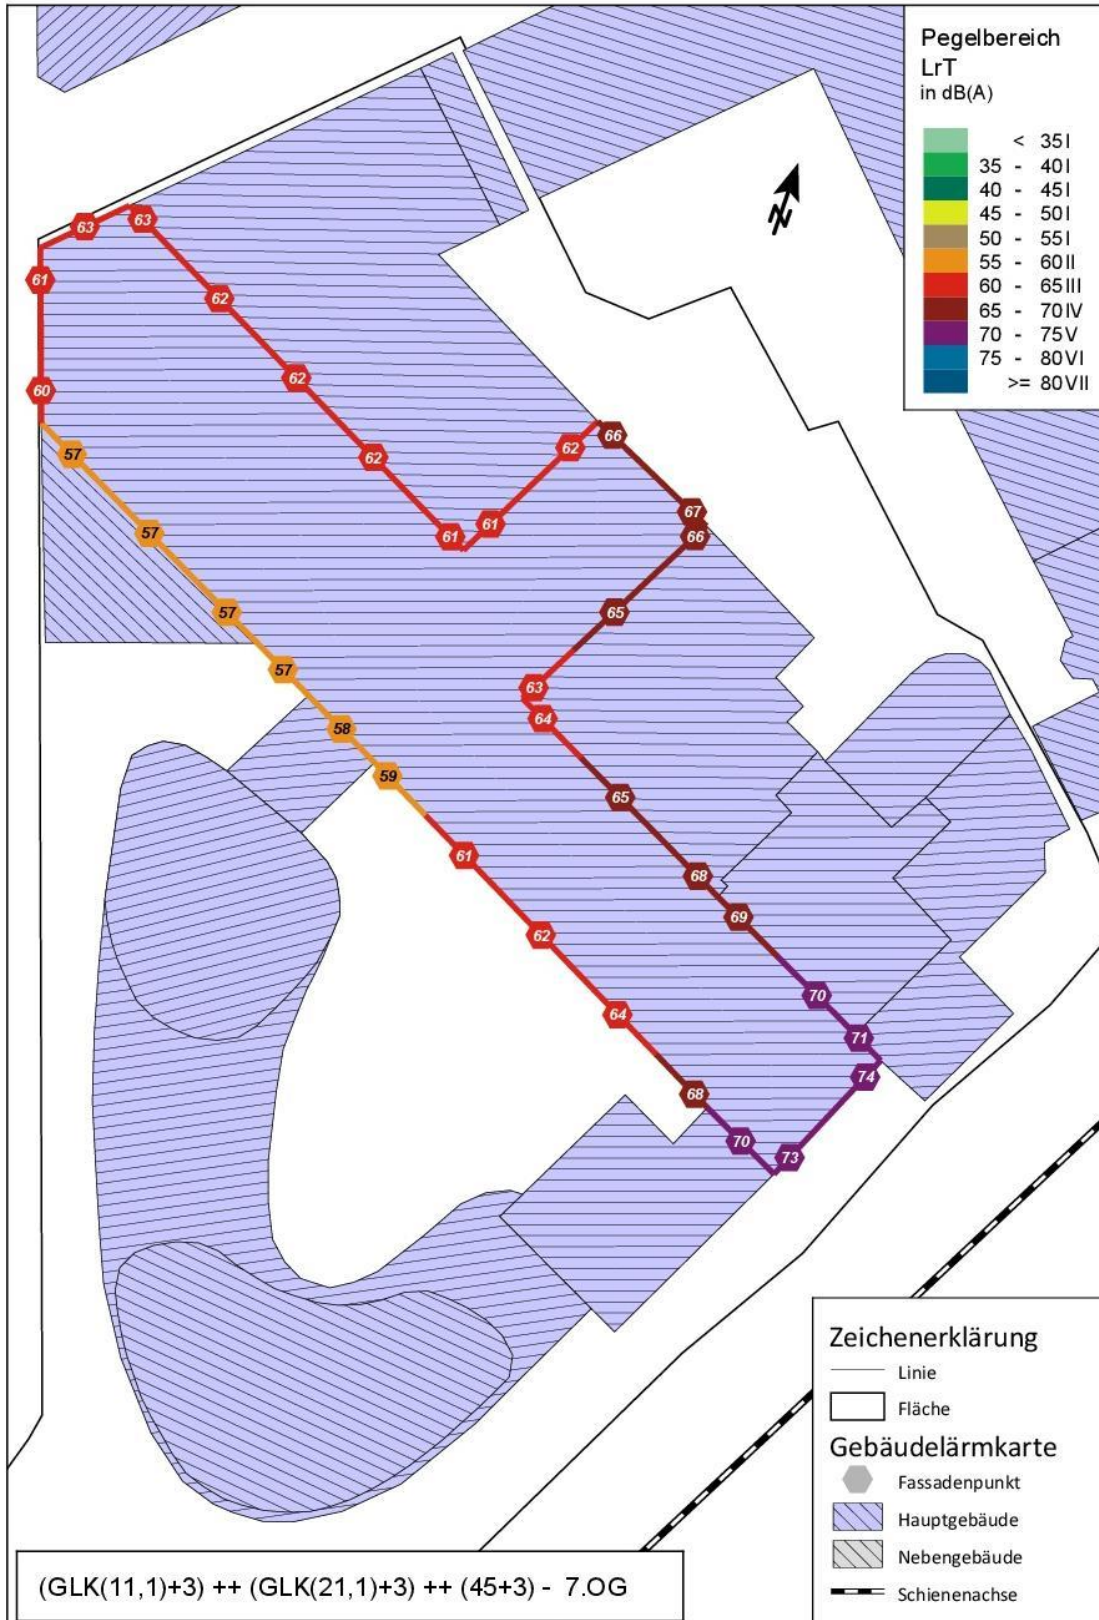 Pegelbereich
LrT
in dB(A)
< 35 I
35 - 40 I
40 - 45 I
45 - 50 I
50 - 55 I
55 - 60 II
60 - 65 III
65 - 70 IV
70 - 75 V
75 - 80 VI
>= 80 VII
N
63
63
61
62
60
62
57
62
66
62
67
61
61
66
57
57
65
57
63
58
64
59
65
61
68
62
69
64
70
71
68
74
70
73
Zeichenerklärung
Linie
Fläche
Gebäudelärmkarte
Fassadenpunkt
Hauptgebäude
Nebengebäude
Schienenachse
(GLK(11,1)+3) ++ (GLK(21,1)+3) ++ (45+3) - 7.OG